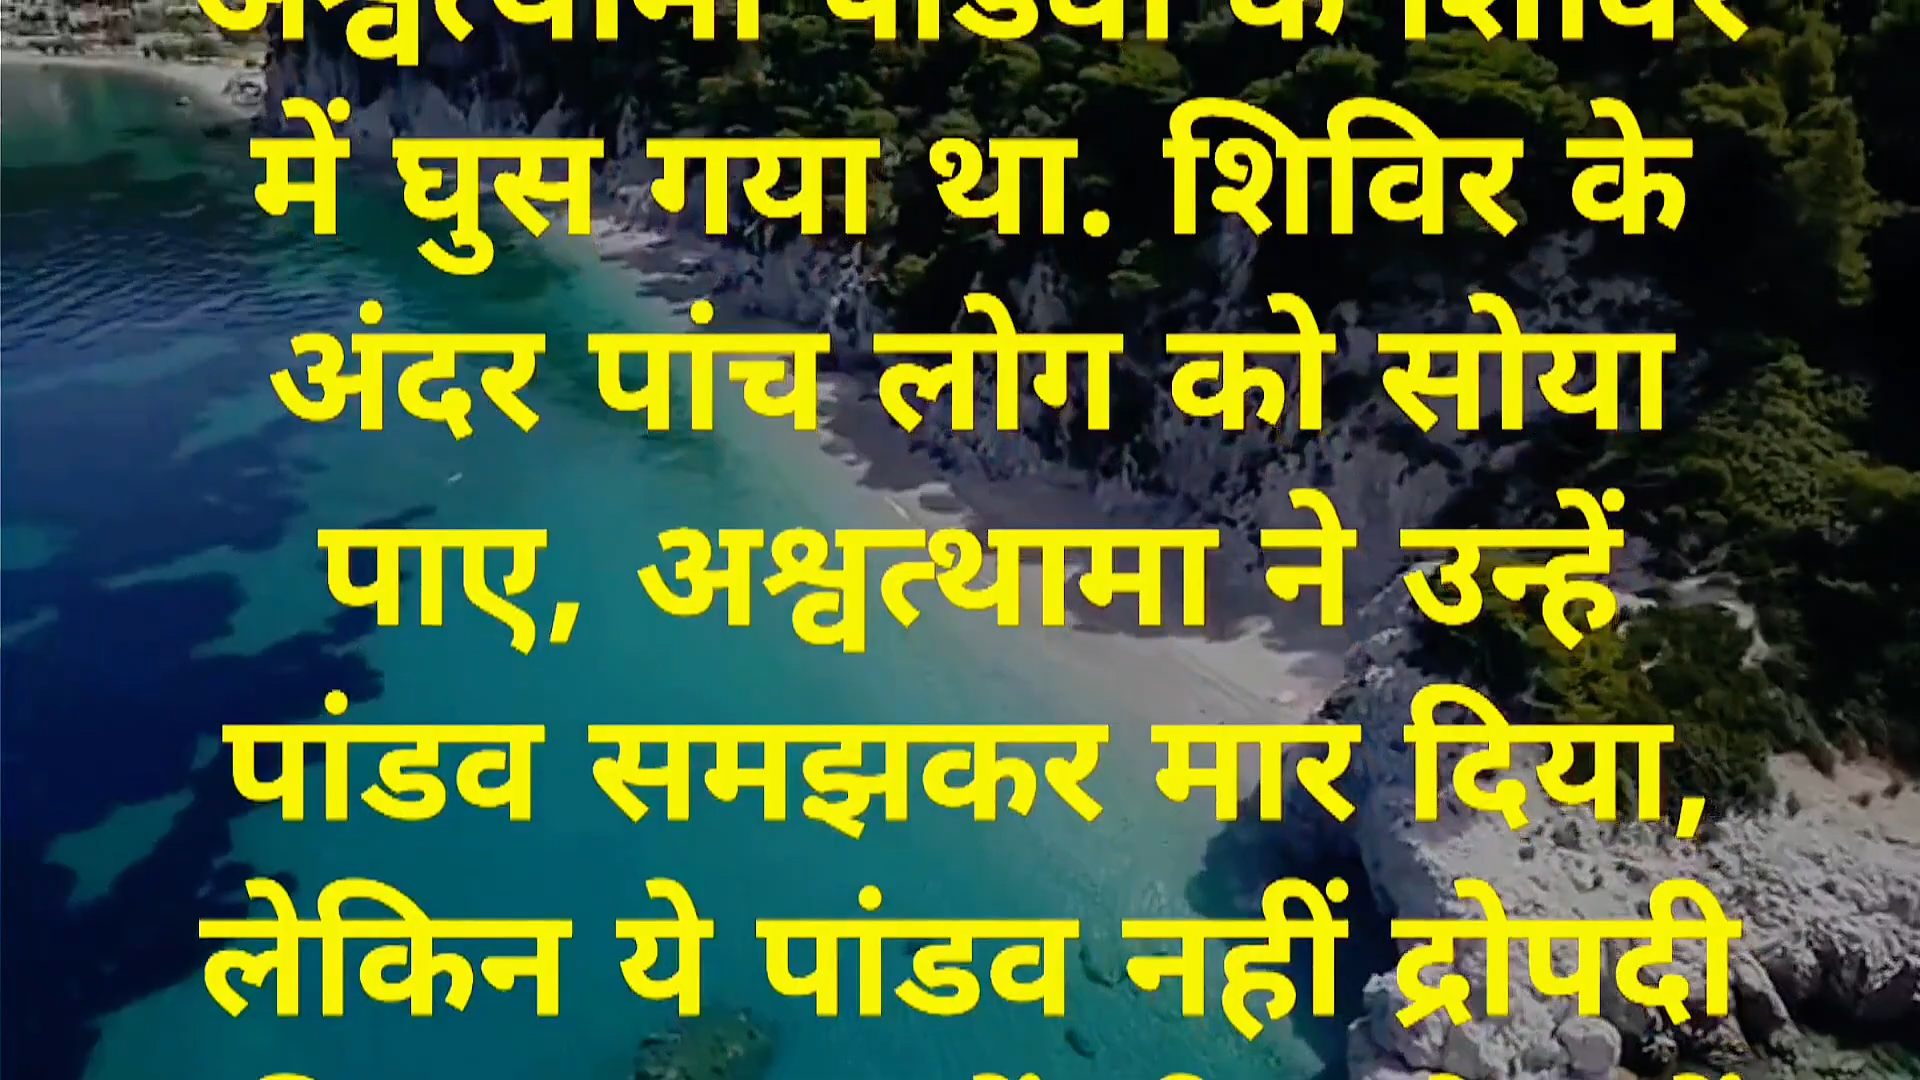 अश्वत्थामा पांडवों के शिविर
में घुस गया था. शिविर के
अंदर पांच लोग को सोया
पाए, अश्वत्थामा ने उन्हें
पांडव समझकर मार दिया,
लेकिन ये पांडव नहीं द्रोपदी